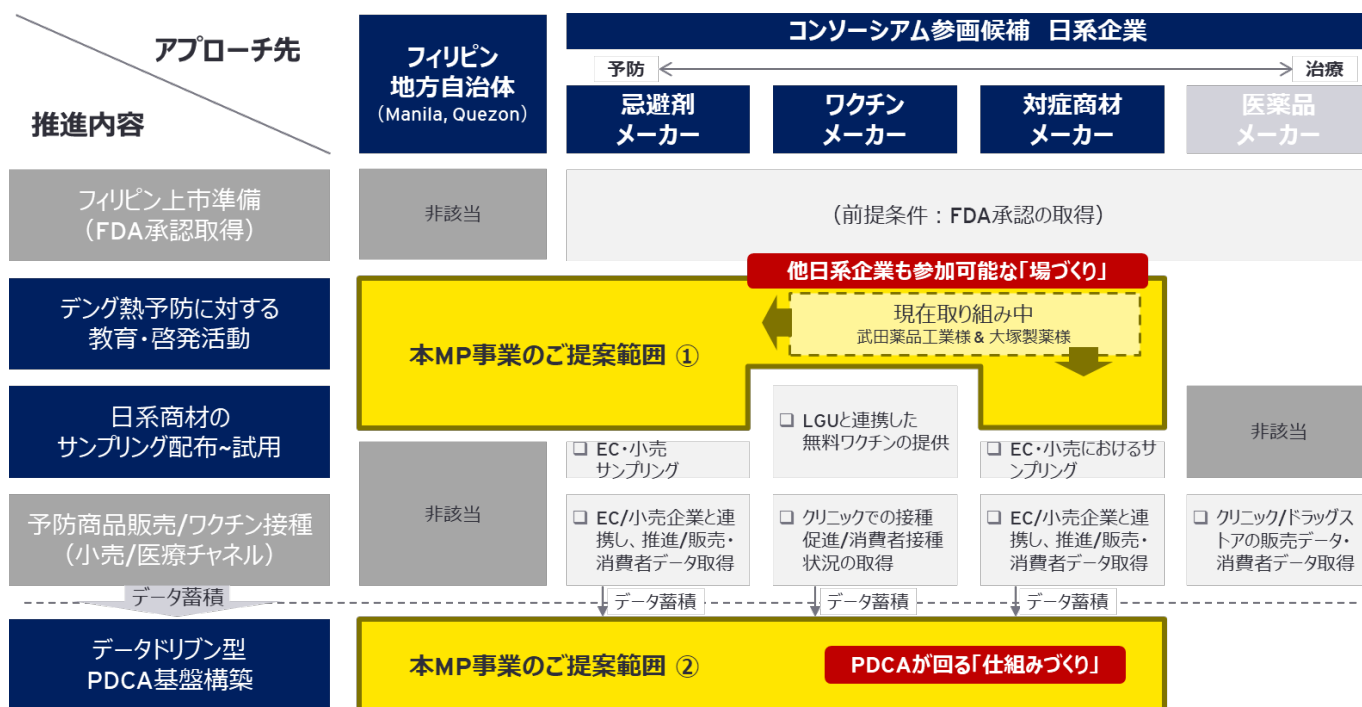 アプローチ先
推進内容
フィリピン
地方自治体
(Manila, Quezon)
コンソーシアム参画候補 日系企業
予防
治療
忌避剤
メーカー
ワクチン
メーカー
対症商材
メーカー
医薬品
メーカー
フィリピン上市準備
（FDA承認取得）
非該当
（前提条件：FDA承認の取得）
デング熱予防に対する
教育・啓発活動
他日系企業も参加可能な「場づくり」
現在取り組み中
武田薬品工業様 & 大塚製薬様
本MP事業のご提案範囲 ①
日系商材の
サンプリング配布~試用
❑ EC・小売
サンプリング
❑ LGUと連携した
無料ワクチンの提供
❑ EC・小売におけるサ
ンプリング
非該当
予防商品販売/ワクチン接種
（小売/医療チャネル）
非該当
❑ EC/小売企業と連
携し、推進/販売・
消費者データ取得
❑ クリニックでの接種
促進/消費者接種
状況の取得
❑ EC/小売企業と連
携し、推進/販売・
消費者データ取得
❑ クリニック/ドラッグス
トアの販売データ・
消費者データ取得
データ蓄積
データ蓄積
データ蓄積
データ蓄積
データドリブン型
PDCA基盤構築
本MP事業のご提案範囲 ②
PDCAが回る「仕組みづくり」